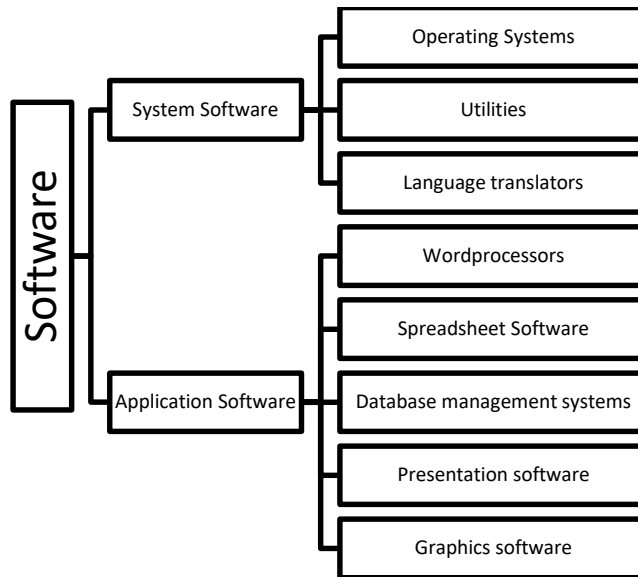 Software
System Software
Operating Systems
Utilities
Language translators
Application Software
Wordprocessors
Spreadsheet Software
Database management systems
Presentation software
Graphics software